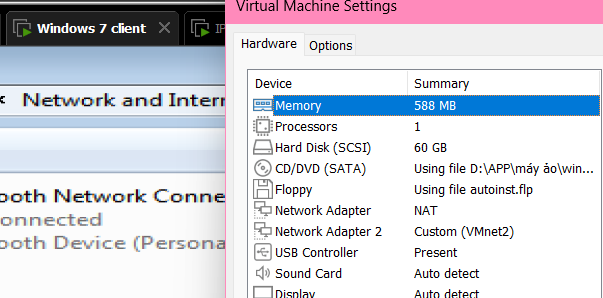 Virtual Machine Settings
Windows 7 client
Hardware
Options
Network and Intern
Device Summary
Memory 588 MB
Processors 1
Hard Disk (SCSI) 60 GB
CD/DVD (SATA) Using file D:\APP\máy ảo\win...
Floppy Using file autoinst.flp
Network Adapter NAT
Network Adapter 2 Custom (VMnet2)
USB Controller Present
Sound Card Auto detect
Display Auto detect
ooth Network Conne
onnected
ooth Device (Persona